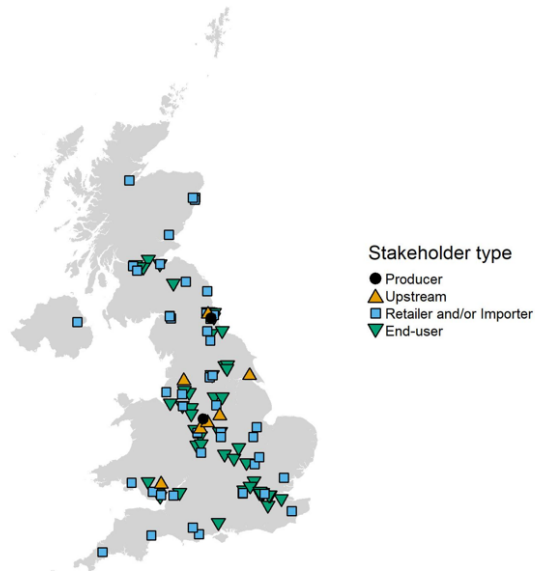 Stakeholder type
Producer
Upstream
Retailer and/or Importer
End-user